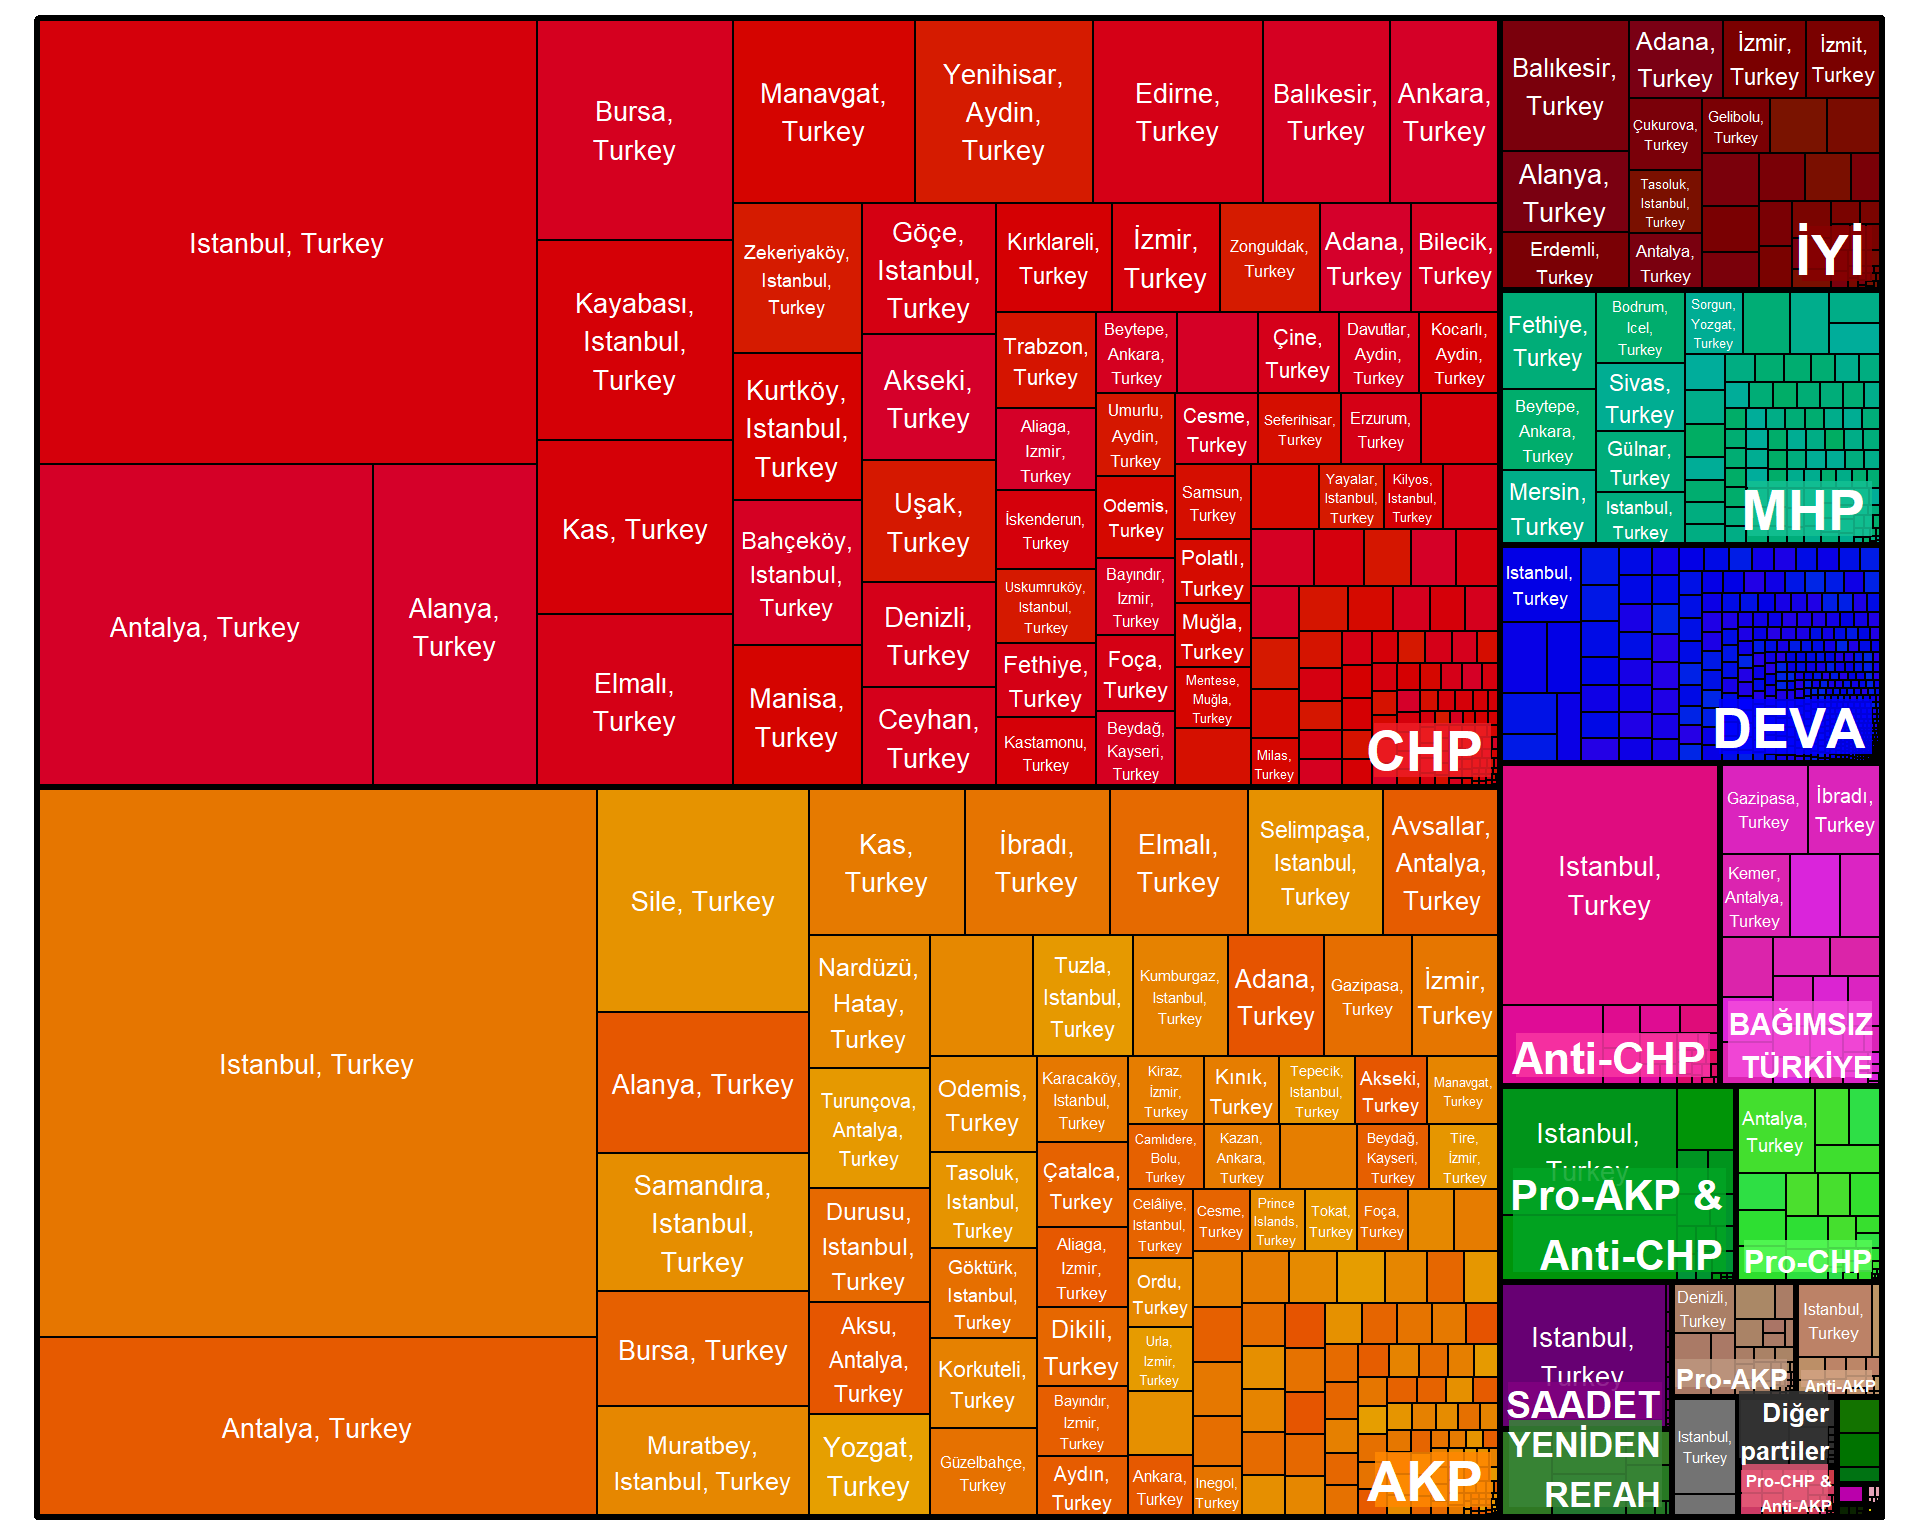 Istanbul, Turkey
Antalya, Turkey
Alanya,
Turkey
Bursa,
Turkey
Kayabası,
Istanbul,
Turkey
Kas, Turkey
Elmalı,
Turkey
Manavgat,
Turkey
Yenihisar,
Aydin,
Turkey
Edirne,
Turkey
Balıkesir,
Turkey
Ankara,
Turkey
Zekeriyaköy,
Istanbul,
Turkey
Kurtköy,
Istanbul,
Turkey
Bahçeköy,
Istanbul,
Turkey
Manisa,
Turkey
Göçe,
Istanbul,
Turkey
Akseki,
Turkey
Uşak,
Turkey
Denizli,
Turkey
Ceyhan,
Turkey
Kırklareli,
Turkey
İzmir,
Turkey
Zonguldak,
Turkey
Adana,
Turkey
Bilecik,
Turkey
Trabzon,
Turkey
Aliaga,
Izmir,
Turkey
İskenderun,
Turkey
Uskumruköy,
Istanbul,
Turkey
Fethiye,
Turkey
Kastamonu,
Turkey
Beytepe,
Ankara,
Turkey
Çine,
Turkey
Davutlar,
Aydin,
Turkey
Kocarlı,
Aydin,
Turkey
Umurlu,
Aydin,
Turkey
Cesme,
Turkey
Seferihisar,
Turkey
Erzurum,
Turkey
Odemis,
Turkey
Bayındır,
Izmir,
Turkey
Foça,
Turkey
Beydağ,
Kayseri,
Turkey
Samsun,
Turkey
Yayalar,
Istanbul,
Turkey
Kilyos,
Istanbul,
Turkey
Polatlı,
Turkey
Muğla,
Turkey
Mentese,
Muğla,
Turkey
Milas,
Turkey
CHP
Istanbul, Turkey
Antalya, Turkey
Sile, Turkey
Alanya, Turkey
Samandıra,
Istanbul,
Turkey
Bursa, Turkey
Muratbey,
Istanbul, Turkey
Kas,
Turkey
İbradı,
Turkey
Elmalı,
Turkey
Selimpaşa,
Istanbul,
Turkey
Avsallar,
Antalya,
Turkey
Nardüzü,
Hatay,
Turkey
Turunçova,
Antalya,
Turkey
Durusu,
Istanbul,
Turkey
Aksu,
Antalya,
Turkey
Yozgat,
Turkey
Tuzla,
Istanbul,
Turkey
Kumburgaz,
Istanbul,
Turkey
Adana,
Turkey
Gazipasa,
Turkey
İzmir,
Turkey
Odemis,
Turkey
Tasoluk,
Istanbul,
Turkey
Göktürk,
Istanbul,
Turkey
Korkuteli,
Turkey
Güzelbahçe,
Turkey
Karacaköy,
Istanbul,
Turkey
Çatalca,
Turkey
Aliaga,
Izmir,
Turkey
Dikili,
Turkey
Bayındır,
Izmir,
Turkey
Aydın,
Turkey
Kiraz,
İzmir,
Turkey
Kınık,
Turkey
Tepecik,
Istanbul,
Turkey
Akseki,
Turkey
Manavgat,
Turkey
Camlıdere,
Bolu,
Turkey
Kazan,
Ankara,
Turkey
Beydağ,
Kayseri,
Turkey
Tire,
İzmir,
Turkey
Celâliye,
Istanbul,
Turkey
Cesme,
Turkey
Prince
Islands,
Turkey
Tokat,
Turkey
Foça,
Turkey
Ordu,
Turkey
Urla,
Izmir,
Turkey
Ankara,
Turkey
Inegol,
Turkey
AKP
Balıkesir,
Turkey
Alanya,
Turkey
Erdemli,
Turkey
Adana,
Turkey
İzmir,
Turkey
İzmit,
Turkey
Çukurova,
Turkey
Gelibolu,
Turkey
Tasoluk,
Istanbul,
Turkey
Antalya,
Turkey
İYİ
Fethiye,
Turkey
Beytepe,
Ankara,
Turkey
Mersin,
Turkey
Bodrum,
Icel,
Turkey
Sivas,
Turkey
Gülnar,
Turkey
Istanbul,
Turkey
Sorgun,
Yozgat,
Turkey
MHP
Istanbul,
Turkey
DEVA
Istanbul,
Turkey
Anti-CHP
Gazipasa,
Turkey
İbradı,
Turkey
Kemer,
Antalya,
Turkey
BAĞIMSIZ
TÜRKİYE
Istanbul,
Turkey
Pro-AKP &
Anti-CHP
Antalya,
Turkey
Pro-CHP
Istanbul,
Turkey
SAADET
YENİDEN
REFAH
Denizli,
Turkey
Pro-AKP
Istanbul,
Turkey
Anti-AKP
Istanbul,
Turkey
Diğer
partiler
Pro-CHP &
Anti-AKP